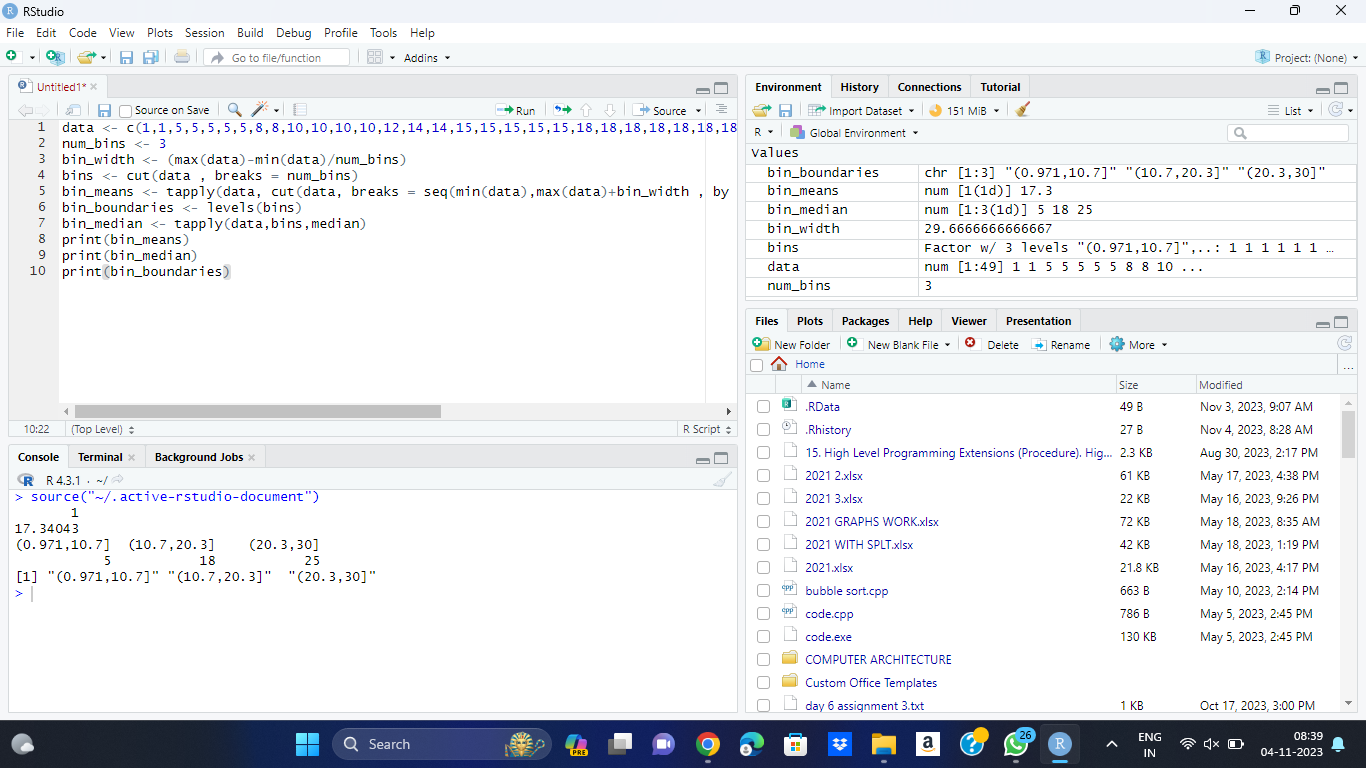 RStudio
File Edit Code View Plots Session Build Debug Profile Tools Help
Go to file/function Addins Project: (None)
Untitled1*
Source on Save Run Source
1 data <- c(1,1,5,5,5,5,5,8,8,10,10,10,10,12,14,14,15,15,15,15,15,15,18,18,18,18,18,18,18
2 num_bins <- 3
3 bin_width <- (max(data)-min(data)/num_bins)
4 bins <- cut(data , breaks = num_bins)
5 bin_means <- tapply(data, cut(data, breaks = seq(min(data),max(data)+bin_width , by
6 bin_boundaries <- levels(bins)
7 bin_median <- tapply(data,bins,median)
8 print(bin_means)
9 print(bin_median)
10 print(bin_boundaries)
10:22 (Top Level) R Script
Console Terminal Background Jobs
R 4.3.1 · ~/
> source("~/.active-rstudio-document")
1
17.34043
(0.971,10.7] (10.7,20.3] (20.3,30]
5 18 25
[1] "(0.971,10.7]" "(10.7,20.3]" "(20.3,30]"
>
Environment History Connections Tutorial
Import Dataset 151 MiB List
R Global Environment
Values
bin_boundaries chr [1:3] "(0.971,10.7]" "(10.7,20.3]" "(20.3,30]"
bin_means num [1(1d)] 17.3
bin_median num [1:3(1d)] 5 18 25
bin_width 29.6666666666667
bins Factor w/ 3 levels "(0.971,10.7]",..: 1 1 1 1 1 1 …
data num [1:49] 1 1 5 5 5 5 5 8 8 10 ...
num_bins 3
Files Plots Packages Help Viewer Presentation
New Folder New Blank File Delete Rename More
Home ...
Name Size Modified
.RData 49 B Nov 3, 2023, 9:07 AM
.Rhistory 27 B Nov 4, 2023, 8:28 AM
15. High Level Programming Extensions (Procedure). Hig... 2.3 KB Aug 30, 2023, 2:17 PM
2021 2.xlsx 61 KB May 17, 2023, 4:38 PM
2021 3.xlsx 22 KB May 16, 2023, 9:26 PM
2021 GRAPHS WORK.xlsx 72 KB May 18, 2023, 8:35 AM
2021 WITH SPLT.xlsx 42 KB May 18, 2023, 1:19 PM
2021.xlsx 21.8 KB May 16, 2023, 4:17 PM
bubble sort.cpp 663 B May 10, 2023, 2:14 PM
code.cpp 786 B May 5, 2023, 2:45 PM
code.exe 130 KB May 5, 2023, 2:45 PM
COMPUTER ARCHITECTURE
Custom Office Templates
day 6 assignment 3.txt 1 KB Oct 17, 2023, 3:00 PM
Search PRE 26 ENG 08:39
IN 04-11-2023